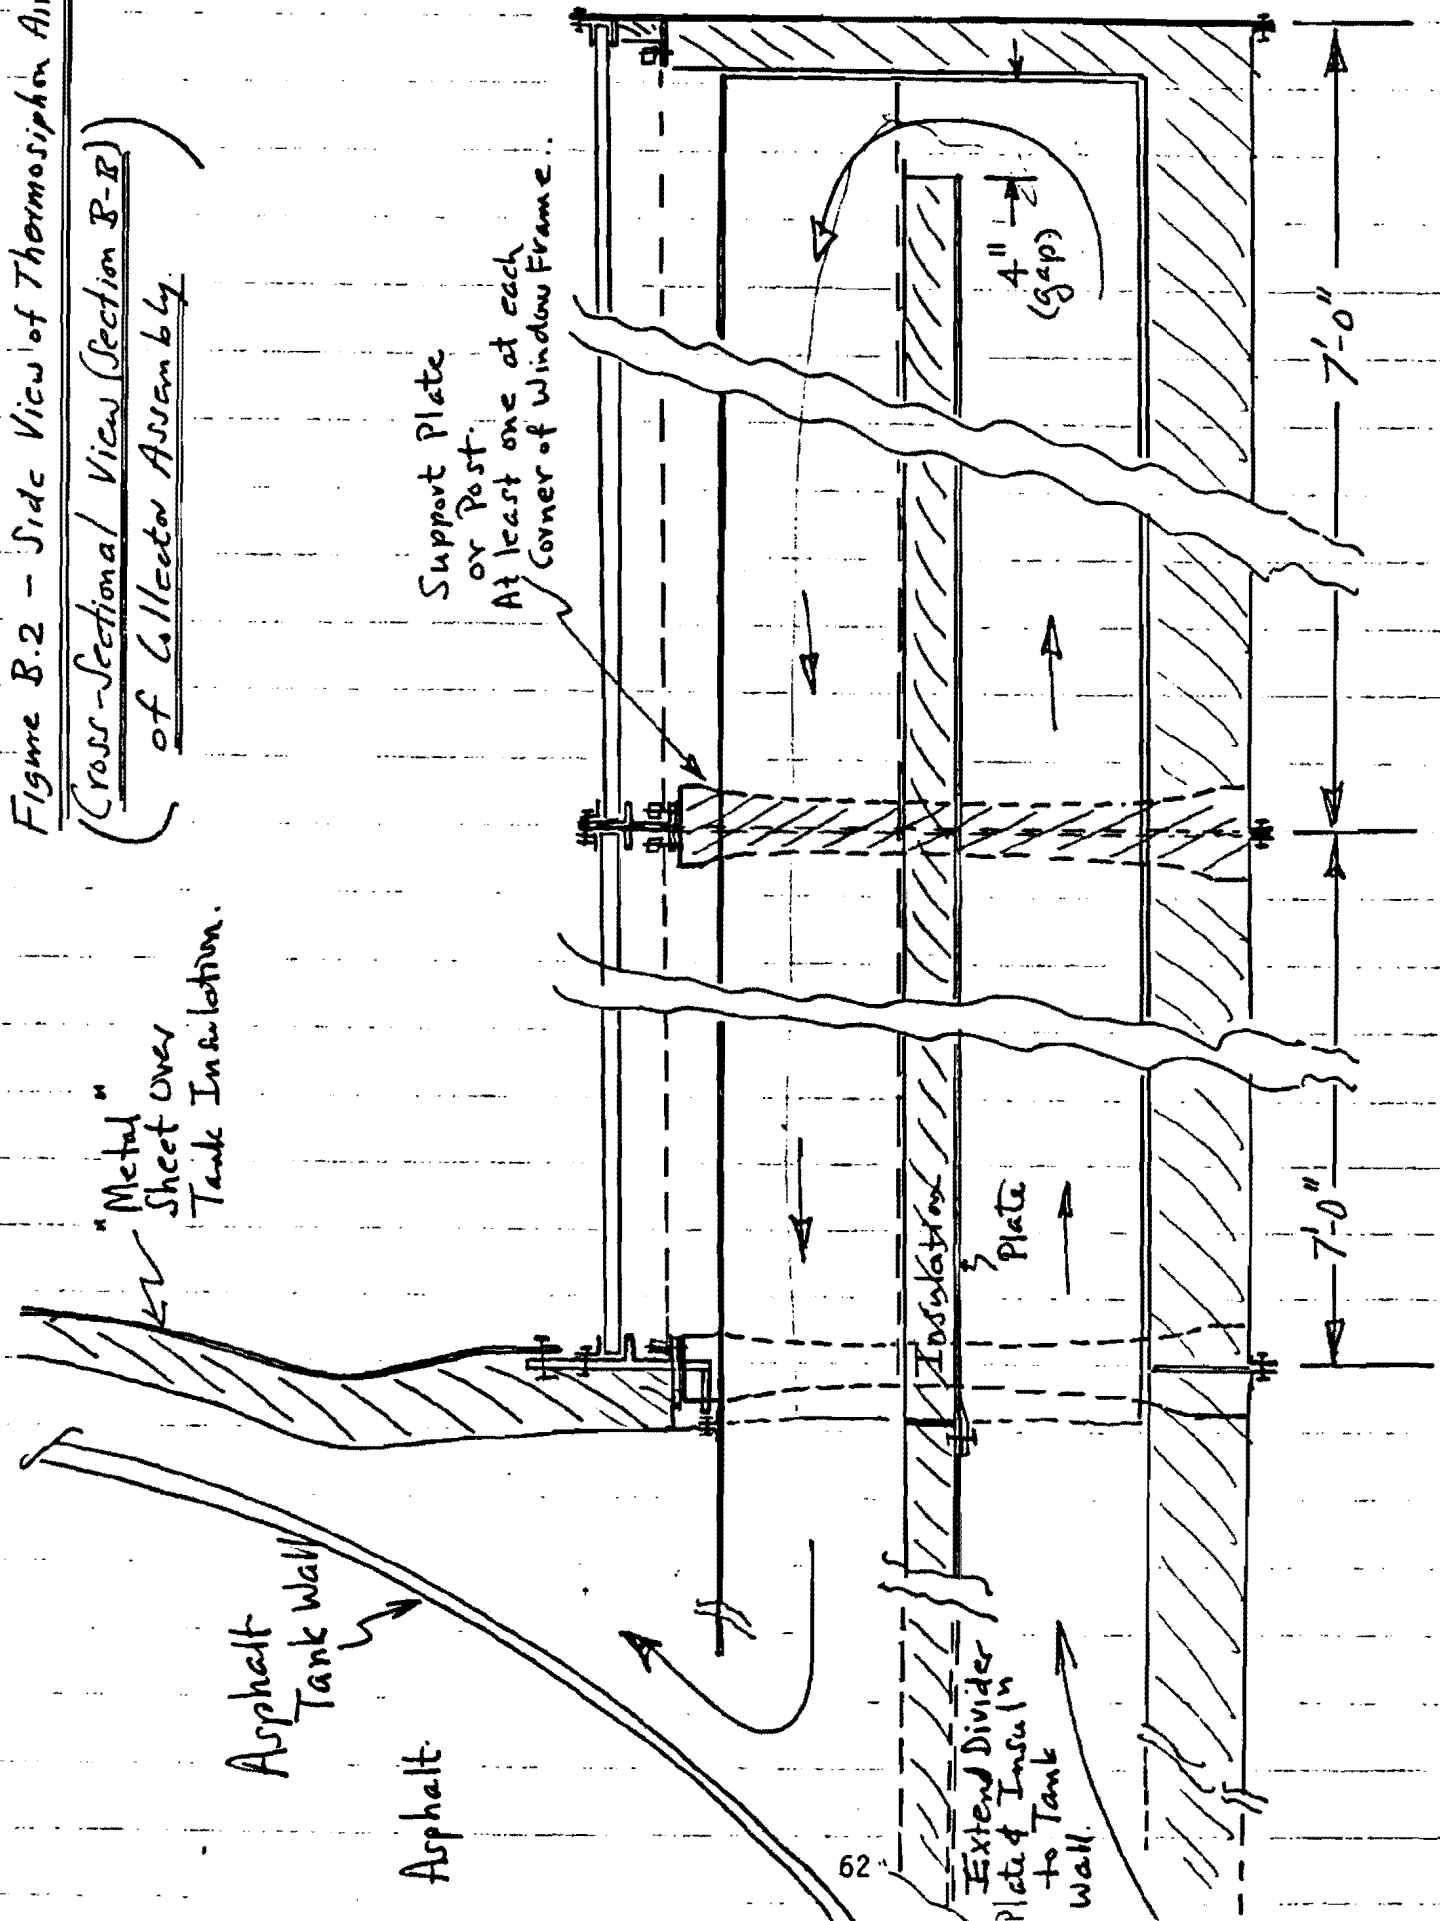 Figure B.2 - Side View of Thermosiphon Air
(Cross-Sectional View (Section B-B)
of Collector Assembly)
Support Plate
or Post.
At least one at each
Corner of Window Frame..
"Metal"
Sheet Over
Tank Insulation.
Asphalt
Tank Wall
Asphalt.
4"
(gap)
Insulation
Plate
Extend Divider
Plate & Insul'n
to Tank
Wall.
7'-0"
7'-0"
62